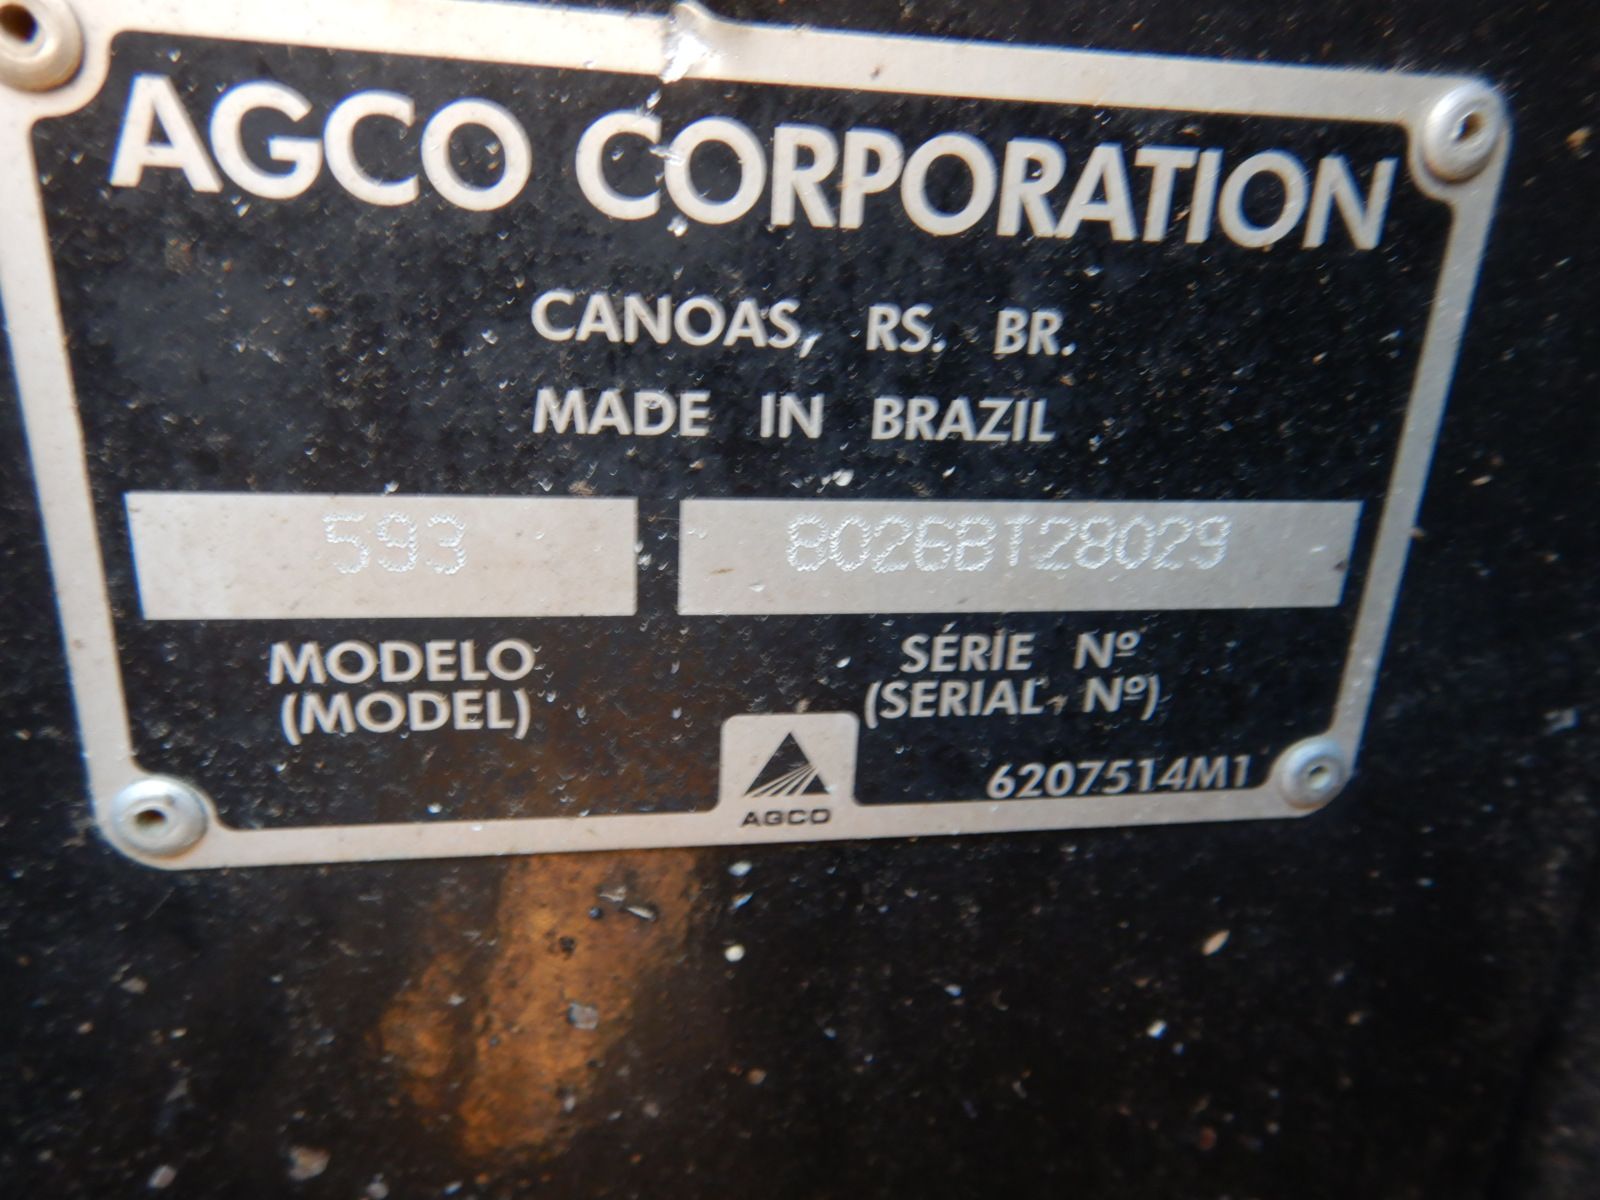 AGCO CORPORATION
CANOAS, RS. BR.
MADE IN BRAZIL
593 8026BT28029
MODELO SÉRIE Nº
(MODEL) (SERIAL Nº)
AGCO 6207514M1